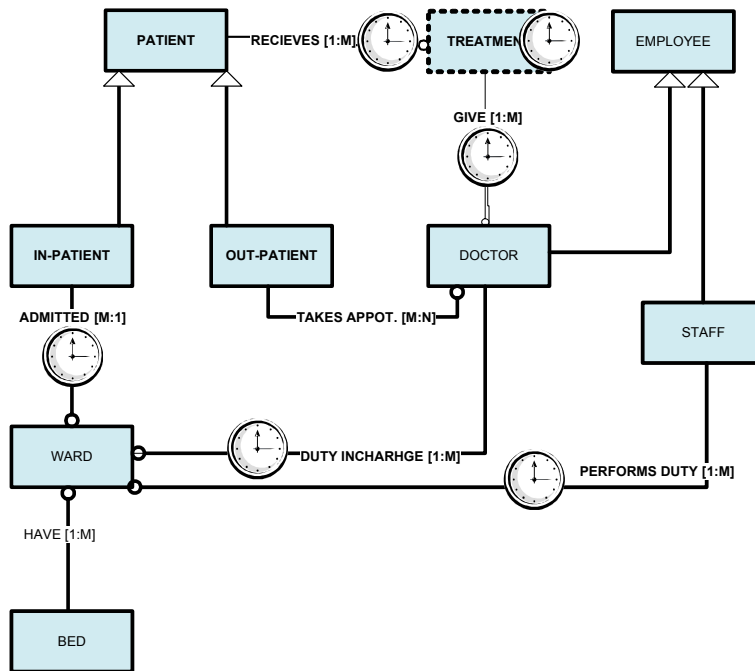 PATIENT
RECIEVES [1:M]
TREATMENT
EMPLOYEE
GIVE [1:M]
IN-PATIENT
OUT-PATIENT
DOCTOR
ADMITTED [M:1]
TAKES APPOT. [M:N]
STAFF
WARD
DUTY INCHARHGE [1:M]
PERFORMS DUTY [1:M]
HAVE [1:M]
BED